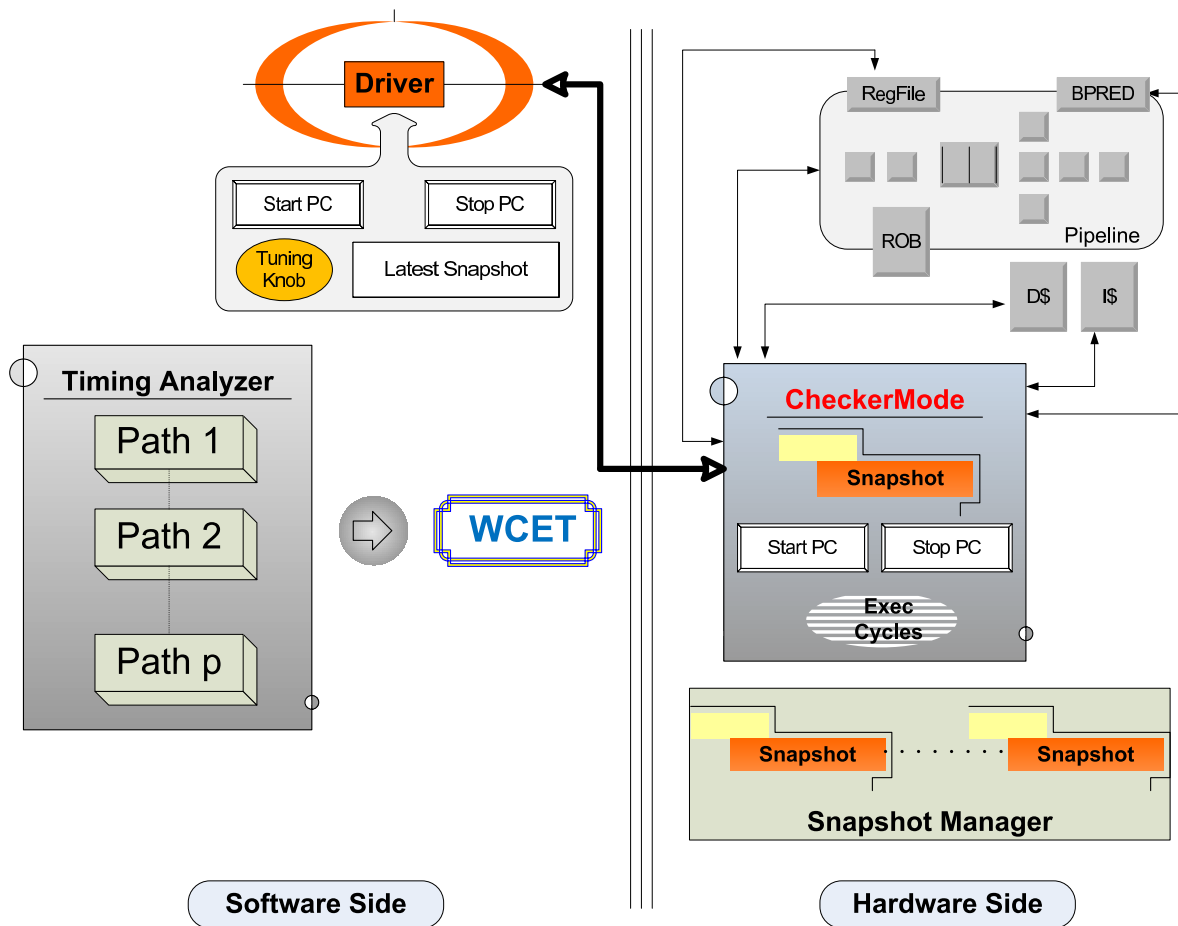 Driver
Start PC
Stop PC
Tuning
Knob
Latest Snapshot
Timing Analyzer
Path 1
Path 2
Path p
WCET
Software Side
RegFile
BPRED
ROB
Pipeline
D$
I$
CheckerMode
Snapshot
Start PC
Stop PC
Exec
Cycles
Snapshot
Snapshot
Snapshot Manager
Hardware Side